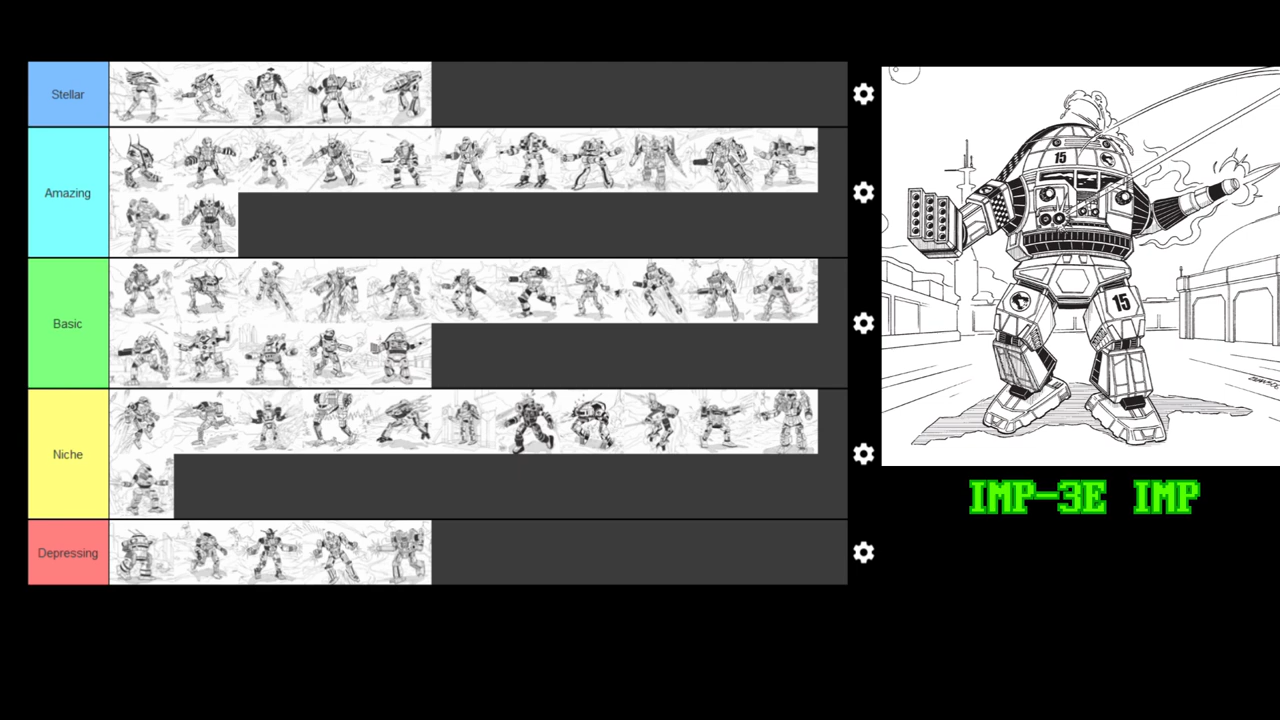 Stellar
Amazing
Basic
Niche
Depressing
15
15
IMP-3E IMP